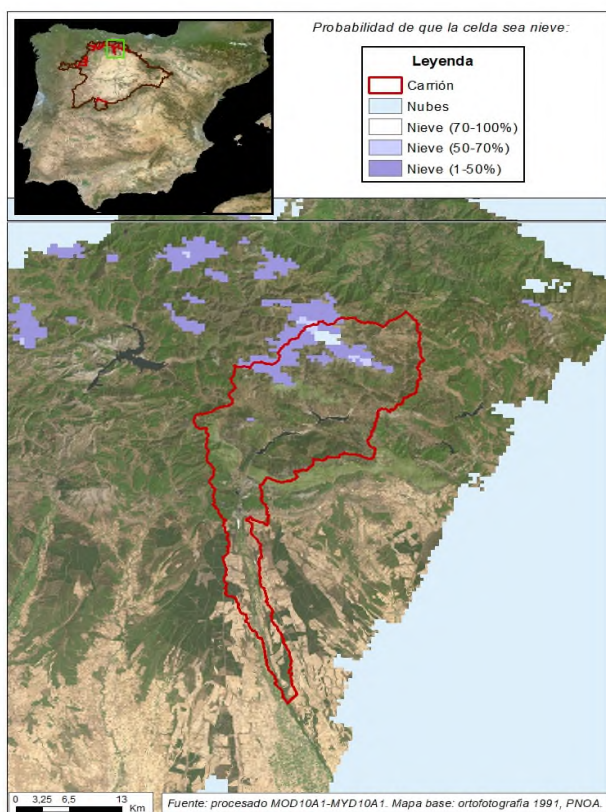 Probabilidad de que la celda sea nieve:
Leyenda
Carrión
Nubes
Nieve (70-100%)
Nieve (50-70%)
Nieve (1-50%)
0 3,25 6,5 13
Km
Fuente: procesado MOD10A1-MYD10A1. Mapa base: ortofotografia 1991, PNOA